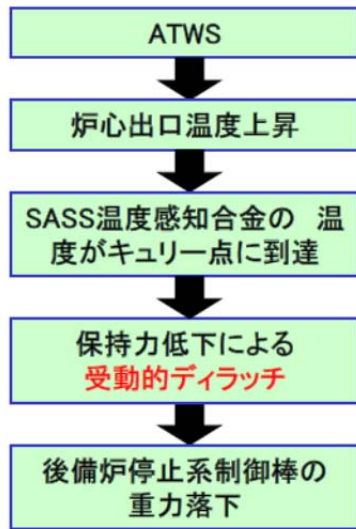 ATWS
炉心出口温度上昇
SASS温度感知合金の　温
度がキュリー点に到達
保持力低下による
受動的ディラッチ
後備炉停止系制御棒の
重力落下